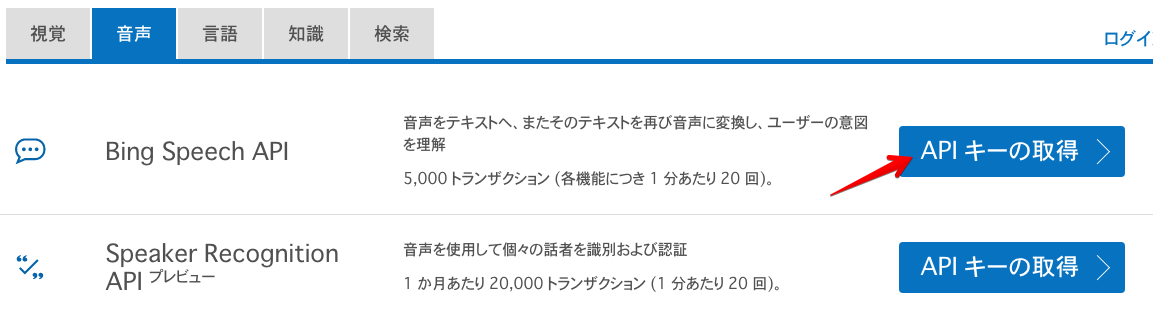 視覚 音声 言語 知識 検索
ログイ
Bing Speech API
音声をテキストへ、またそのテキストを再び音声に変換し、ユーザーの意図
を理解
5,000 トランザクション (各機能につき 1 分あたり 20 回)。
API キーの取得
Speaker Recognition
API プレビュー
音声を使用して個々の話者を識別および認証
1 か月あたり 20,000 トランザクション (1 分あたり 20 回)。
API キーの取得